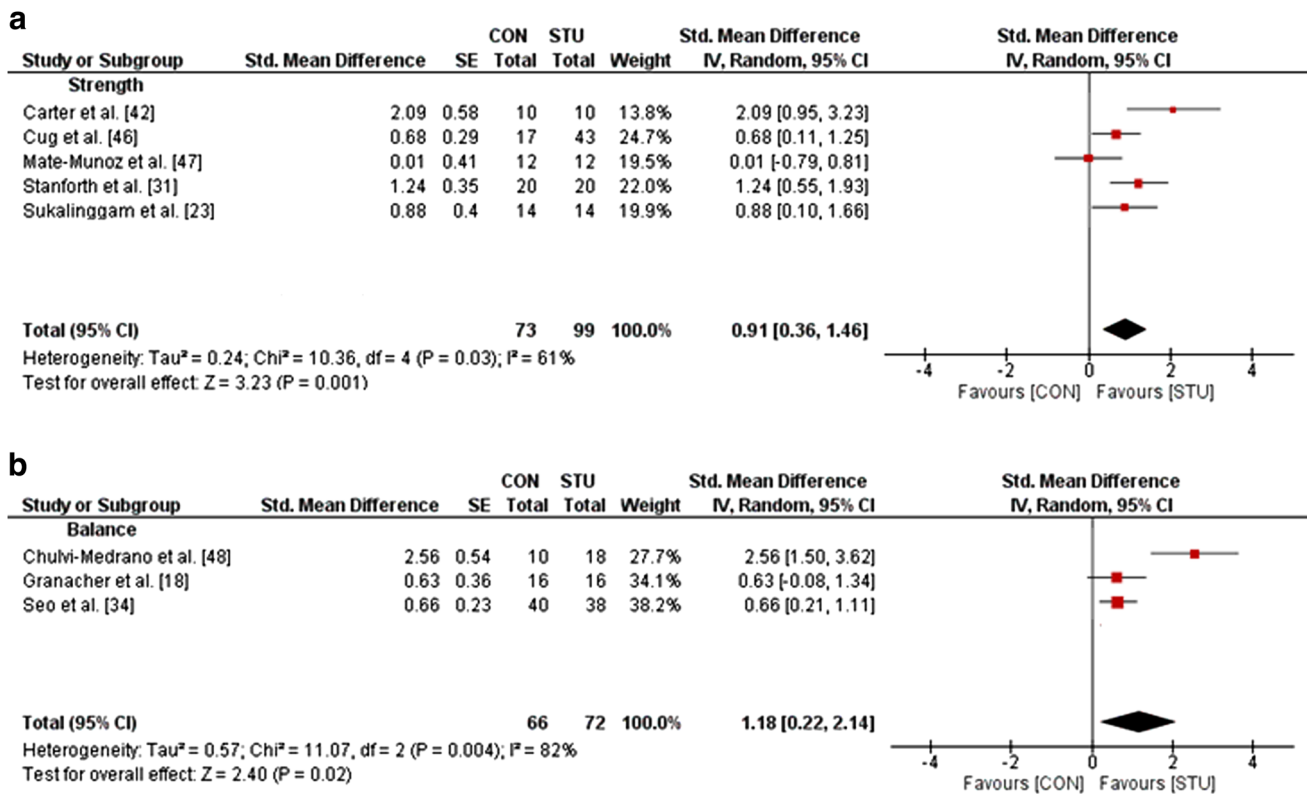 a
CON STU Std. Mean Difference Std. Mean Difference
Study or Subgroup Std. Mean Difference SE Total Total Weight IV, Random, 95% CI IV, Random, 95% CI
Strength
Carter et al. [42] 2.09 0.58 10 10 13.8% 2.09 [0.95, 3.23]
Cug et al. [46] 0.68 0.29 17 43 24.7% 0.68 [0.11, 1.25]
Mate-Munoz et al. [47] 0.01 0.41 12 12 19.5% 0.01 [-0.79, 0.81]
Stanforth et al. [31] 1.24 0.35 20 20 22.0% 1.24 [0.55, 1.93]
Sukalinggam et al. [23] 0.88 0.4 14 14 19.9% 0.88 [0.10, 1.66]
Total (95% CI) 73 99 100.0% 0.91 [0.36, 1.46]
Heterogeneity: Tau² = 0.24; Chi² = 10.36, df = 4 (P = 0.03); I² = 61%
Test for overall effect: Z = 3.23 (P = 0.001)
-4 -2 0 2 4
Favours [CON] Favours [STU]
b
CON STU Std. Mean Difference Std. Mean Difference
Study or Subgroup Std. Mean Difference SE Total Total Weight IV, Random, 95% CI IV, Random, 95% CI
Balance
Chulvi-Medrano et al. [48] 2.56 0.54 10 18 27.7% 2.56 [1.50, 3.62]
Granacher et al. [18] 0.63 0.36 16 16 34.1% 0.63 [-0.08, 1.34]
Seo et al. [34] 0.66 0.23 40 38 38.2% 0.66 [0.21, 1.11]
Total (95% CI) 66 72 100.0% 1.18 [0.22, 2.14]
Heterogeneity: Tau² = 0.57; Chi² = 11.07, df = 2 (P = 0.004); I² = 82%
Test for overall effect: Z = 2.40 (P = 0.02)
-4 -2 0 2 4
Favours [CON] Favours [STU]